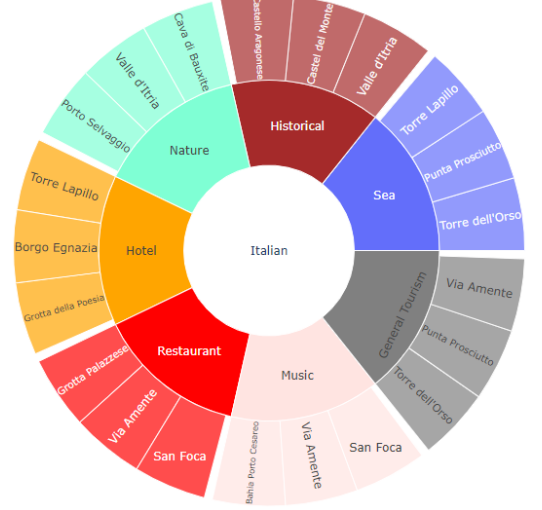 Italian
Historical
Castello Aragonese
Castel del Monte
Valle d'Itria
Sea
Torre Lapillo
Punta Prosciutto
Torre dell'Orso
General Tourism
Via Amente
Punta Prosciutto
Torre dell'Orso
Music
San Foca
Via Amente
Bahia Porto Cesareo
Restaurant
San Foca
Via Amente
Grotta Palazzese
Hotel
Grotta della Poesia
Borgo Egnazia
Torre Lapillo
Nature
Porto Selvaggio
Valle d'Itria
Cava di Bauxite